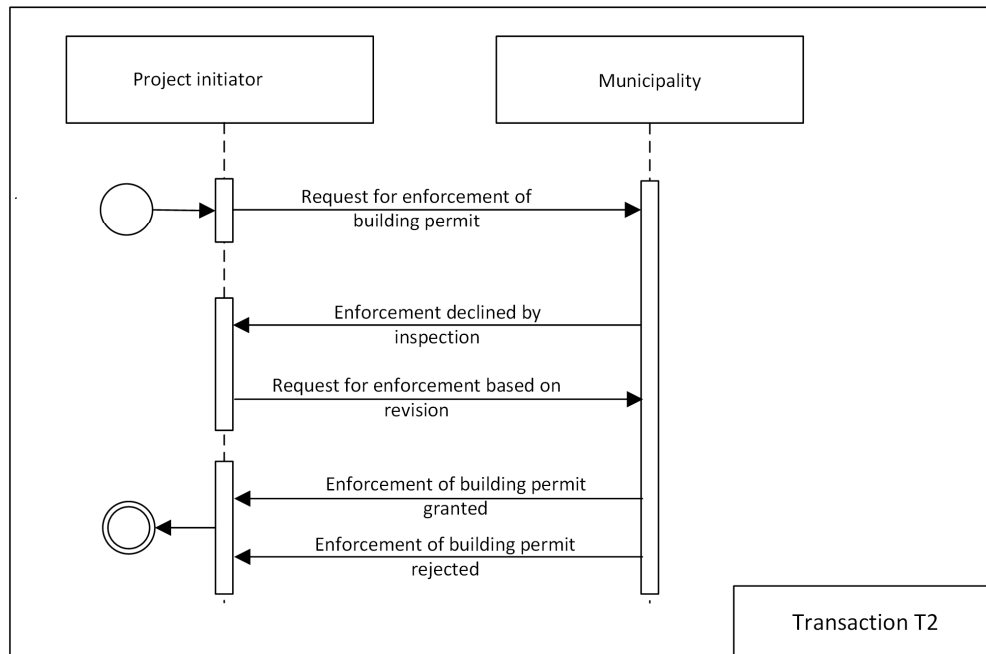 Project initiator
Municipality
Request for enforcement of
building permit
Enforcement declined by
inspection
Request for enforcement based on
revision
Enforcement of building permit
granted
Enforcement of building permit
rejected
Transaction T2